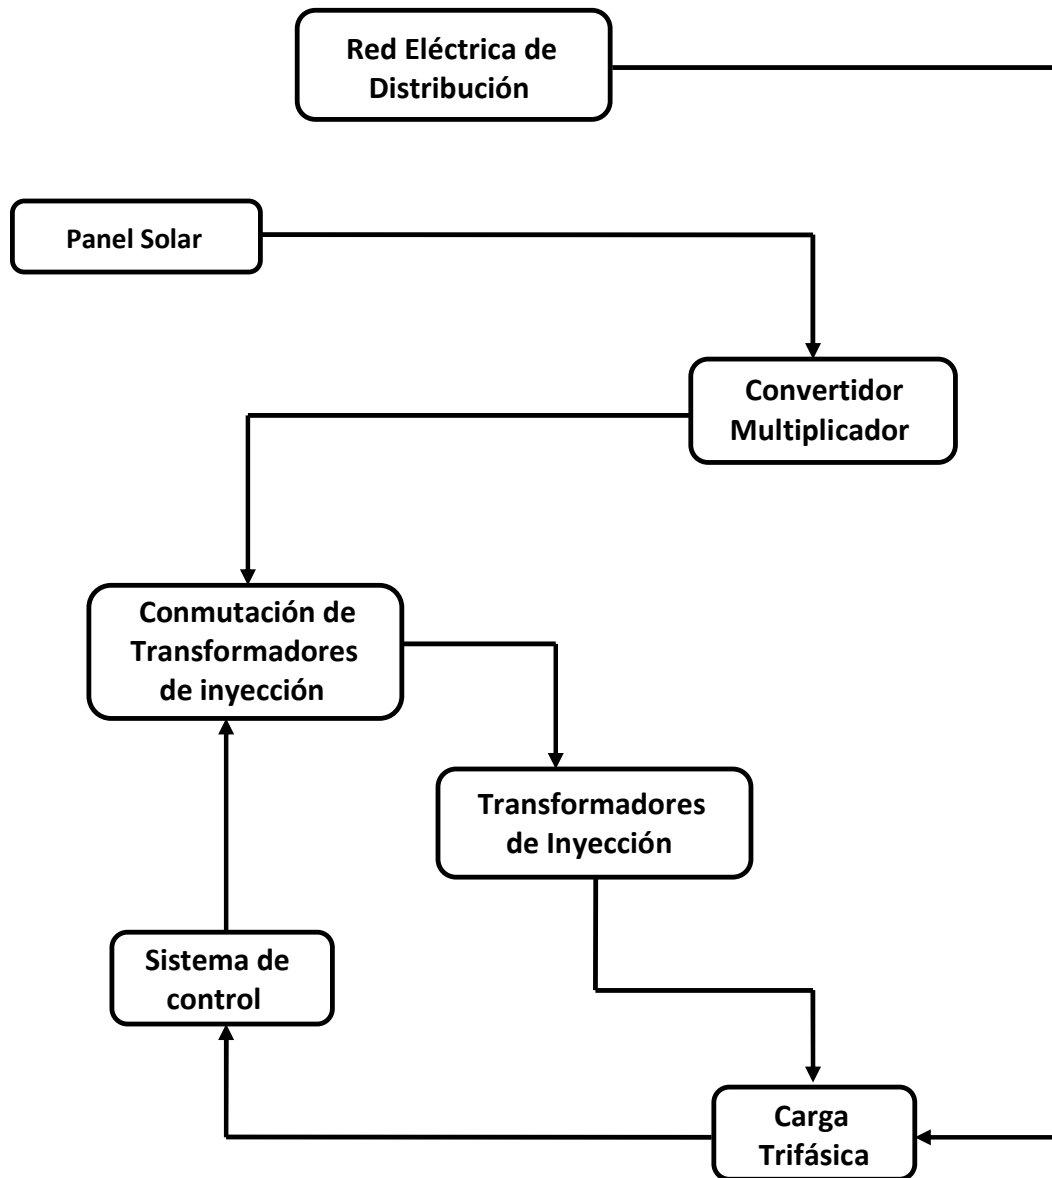 Red Eléctrica de
Distribución
Panel Solar
Convertidor
Multiplicador
Conmutación de
Transformadores
de inyección
Transformadores
de Inyección
Sistema de
control
Carga
Trifásica